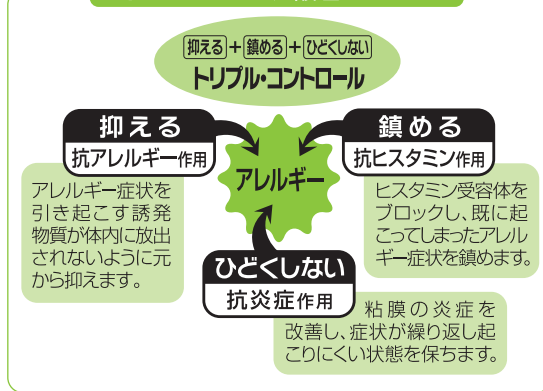 抑える+鎮める+ひどくしない
トリプル・コントロール
抑える
抗アレルギー作用
アレルギー症状を
引き起こす誘発
物質が体内に放出
されないように元
から抑えます。
アレルギー
鎮める
抗ヒスタミン作用
ヒスタミン受容体を
ブロックし、既に起
こってしまったアレル
ギー症状を鎮めます。
ひどくしない
抗炎症作用
粘膜の炎症を
改善し、症状が繰り返し起
こりにくい状態を保ちます。